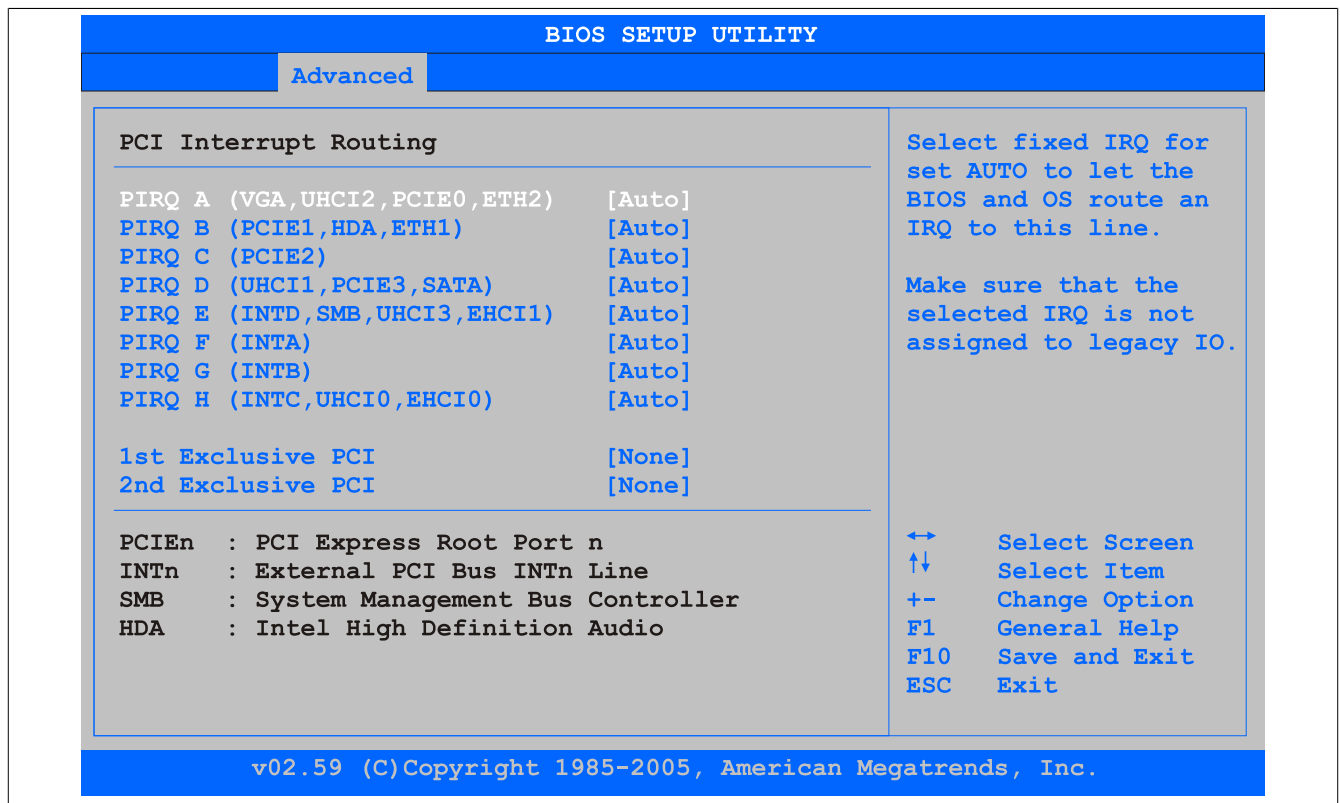 BIOS SETUP UTILITY
Advanced
PCI Interrupt Routing
PIRQ A (VGA,UHCI2,PCIE0,ETH2) [Auto]
PIRQ B (PCIE1,HDA,ETH1) [Auto]
PIRQ C (PCIE2) [Auto]
PIRQ D (UHCI1,PCIE3,SATA) [Auto]
PIRQ E (INTD,SMB,UHCI3,EHCI1) [Auto]
PIRQ F (INTA) [Auto]
PIRQ G (INTB) [Auto]
PIRQ H (INTC,UHCI0,EHCI0) [Auto]
1st Exclusive PCI [None]
2nd Exclusive PCI [None]
PCIEn : PCI Express Root Port n
INTn : External PCI Bus INTn Line
SMB : System Management Bus Controller
HDA : Intel High Definition Audio
Select fixed IRQ for
set AUTO to let the
BIOS and OS route an
IRQ to this line.
Make sure that the
selected IRQ is not
assigned to legacy IO.
↔ Select Screen
↑↓ Select Item
+- Change Option
F1 General Help
F10 Save and Exit
ESC Exit
v02.59 (C)Copyright 1985-2005, American Megatrends, Inc.